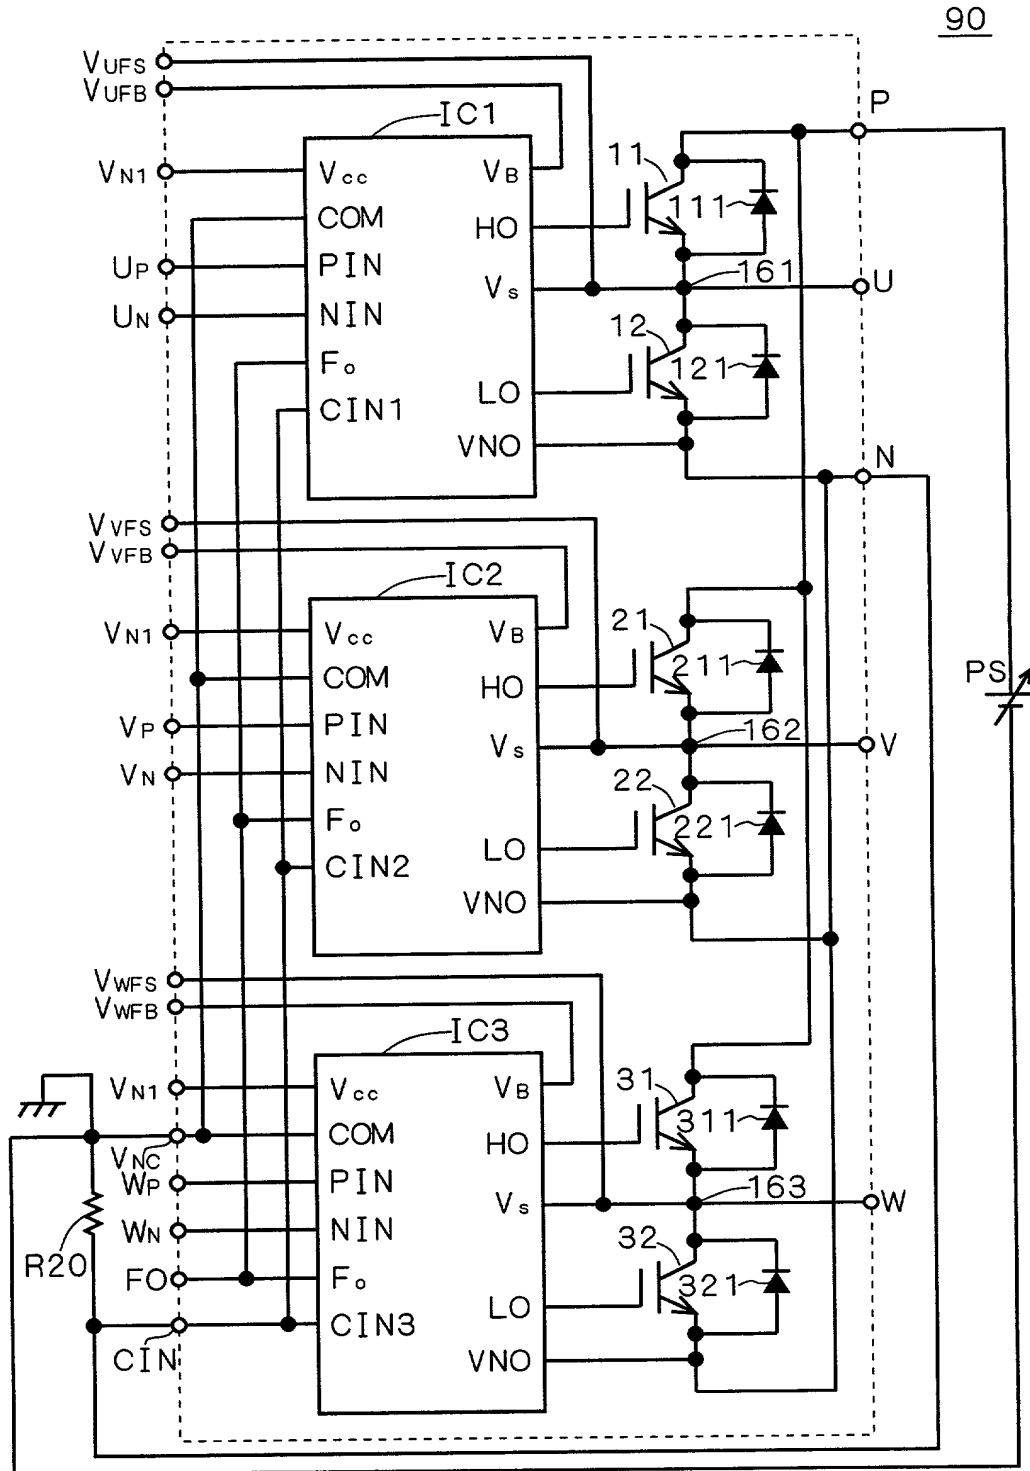 90
VUFS
VUFB
P
IC1
VN1
Vcc
VB
11
111
COM
HO
UP
PIN
Vs
161
U
UN
NIN
12
Fo
121
LO
CIN1
VNO
N
VVFS
VVFB
IC2
VN1
Vcc
VB
21
211
COM
HO
PS
VP
PIN
Vs
162
V
VN
NIN
22
Fo
221
LO
CIN2
VNO
VWFS
VWFB
IC3
VN1
Vcc
VB
31
311
COM
HO
VNC
WP
PIN
Vs
163
W
WN
NIN
32
R20
FO
Fo
321
LO
CIN3
CIN
VNO